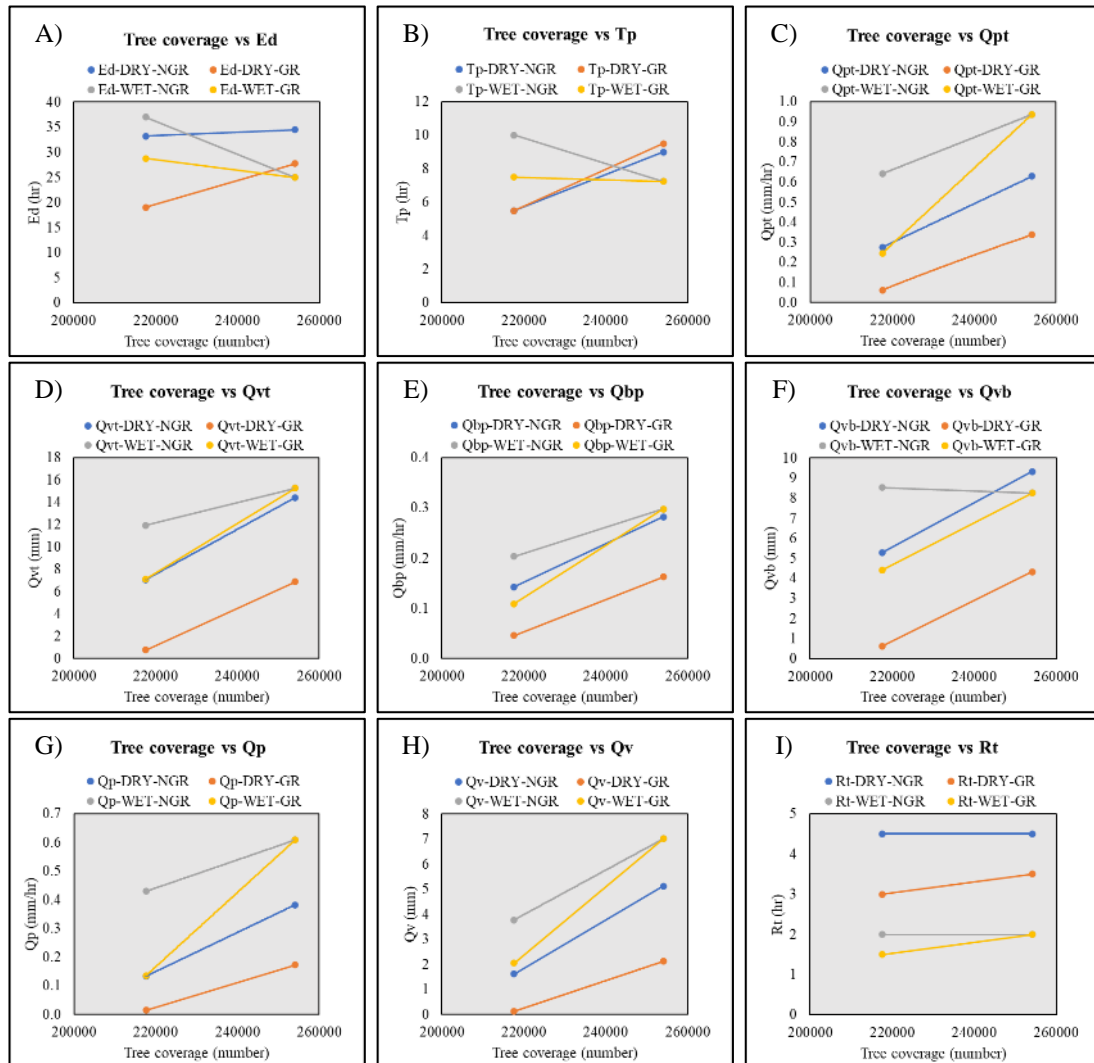 A)
Tree coverage vs Ed
Ed-DRY-NGR Ed-DRY-GR
Ed-WET-NGR Ed-WET-GR
40
35
30
25
20
15
10
5
0
Ed (hr)
200000 220000 240000 260000
Tree coverage (number)
B)
Tree coverage vs Tp
Tp-DRY-NGR Tp-DRY-GR
Tp-WET-NGR Tp-WET-GR
12
10
8
6
4
2
0
Tp (hr)
200000 220000 240000 260000
Tree coverage (number)
C)
Tree coverage vs Qpt
Qpt-DRY-NGR Qpt-DRY-GR
Qpt-WET-NGR Qpt-WET-GR
1.0
0.9
0.8
0.7
0.6
0.5
0.4
0.3
0.2
0.1
0.0
Qpt (mm/hr)
200000 220000 240000 260000
Tree coverage (number)
D)
Tree coverage vs Qvt
Qvt-DRY-NGR Qvt-DRY-GR
Qvt-WET-NGR Qvt-WET-GR
18
16
14
12
10
8
6
4
2
0
Qvt (mm)
200000 220000 240000 260000
Tree coverage (number)
E)
Tree coverage vs Qbp
Qbp-DRY-NGR Qbp-DRY-GR
Qbp-WET-NGR Qbp-WET-GR
0.4
0.3
0.2
0.1
0.0
Qbp (mm/hr)
200000 220000 240000 260000
Tree coverage (number)
F)
Tree coverage vs Qvb
Qvb-DRY-NGR Qvb-DRY-GR
Qvb-WET-NGR Qvb-WET-GR
10
9
8
7
6
5
4
3
2
1
0
Qvb (mm)
200000 220000 240000 260000
Tree coverage (number)
G)
Tree coverage vs Qp
Qp-DRY-NGR Qp-DRY-GR
Qp-WET-NGR Qp-WET-GR
0.7
0.6
0.5
0.4
0.3
0.2
0.1
0.0
Qp (mm/hr)
200000 220000 240000 260000
Tree coverage (number)
H)
Tree coverage vs Qv
Qv-DRY-NGR Qv-DRY-GR
Qv-WET-NGR Qv-WET-GR
8
7
6
5
4
3
2
1
0
Qv (mm)
200000 220000 240000 260000
Tree coverage (number)
I)
Tree coverage vs Rt
Rt-DRY-NGR Rt-DRY-GR
Rt-WET-NGR Rt-WET-GR
5
4
3
2
1
0
Rt (hr)
200000 220000 240000 260000
Tree coverage (number)